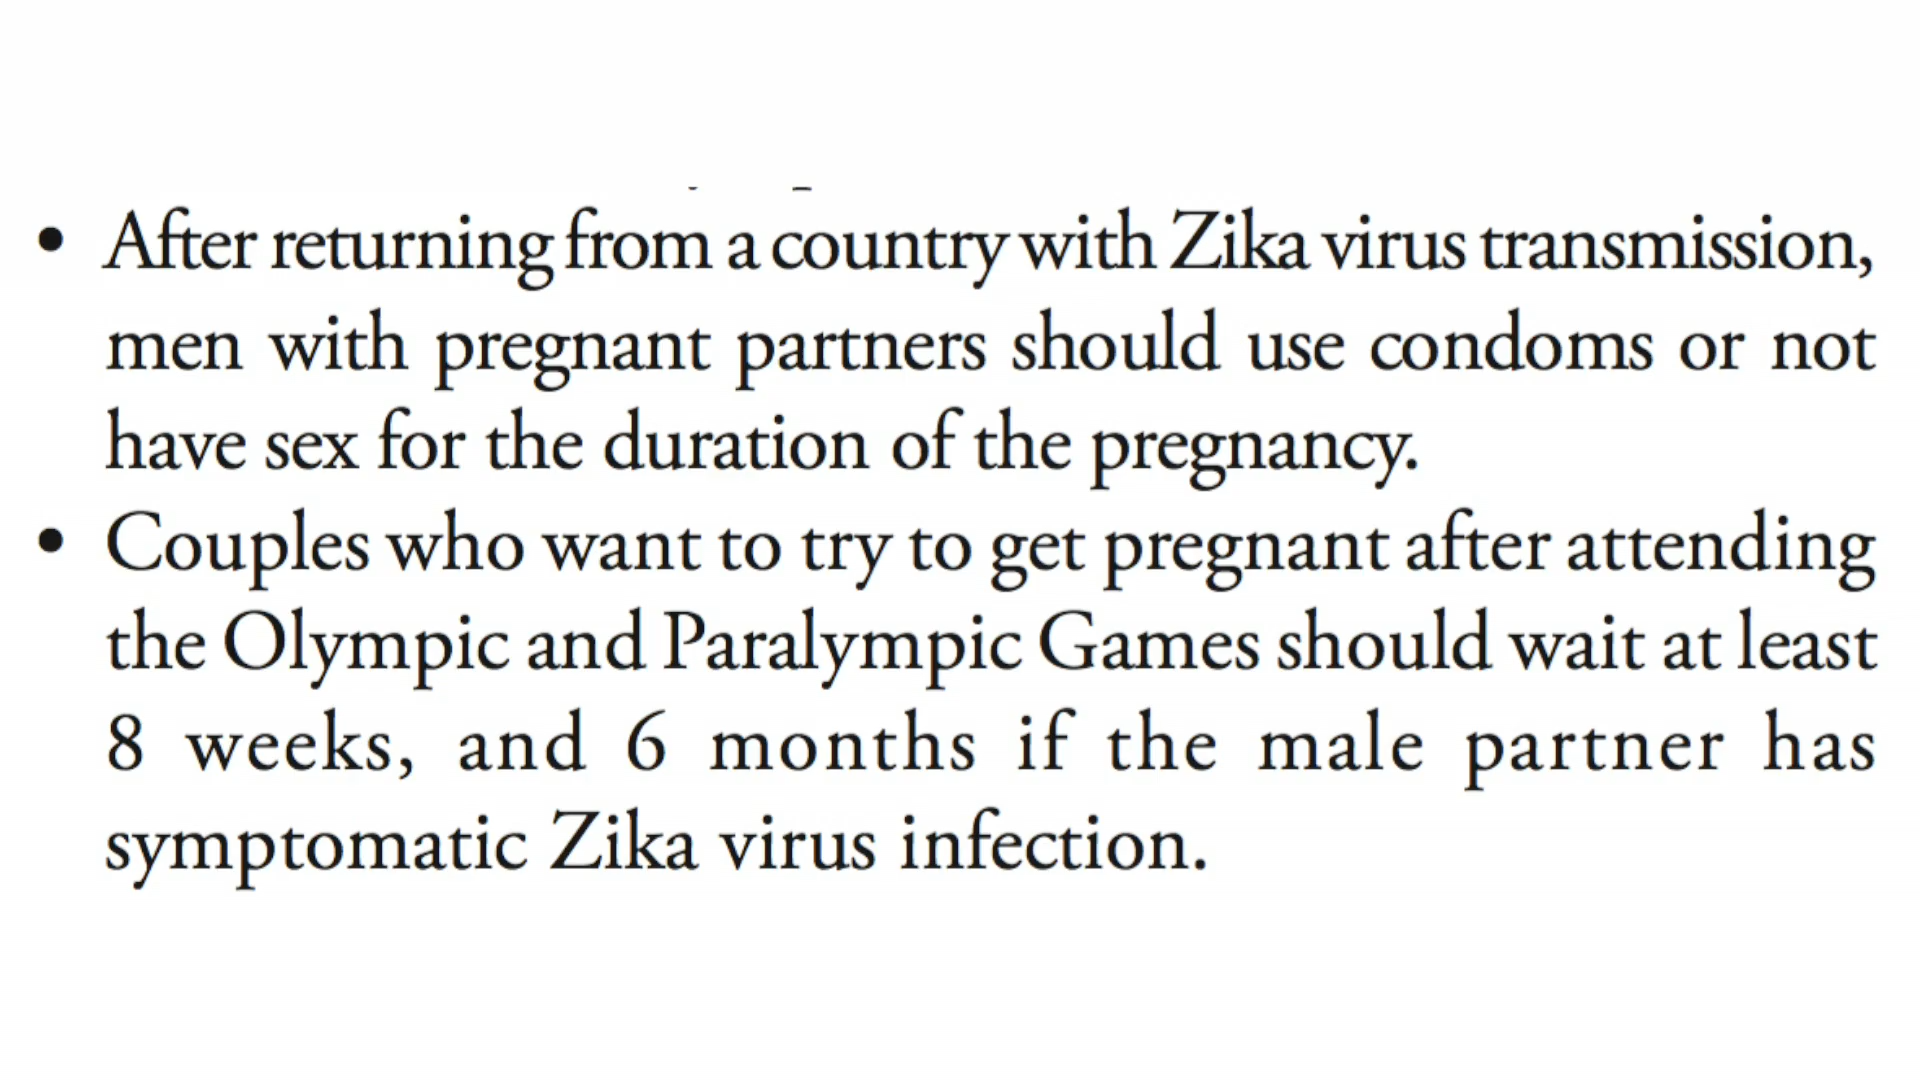 • After returning from a country with Zika virus transmission,
men with pregnant partners should use condoms or not
have sex for the duration of the pregnancy.
• Couples who want to try to get pregnant after attending
the Olympic and Paralympic Games should wait at least
8 weeks, and 6 months if the male partner has
symptomatic Zika virus infection.